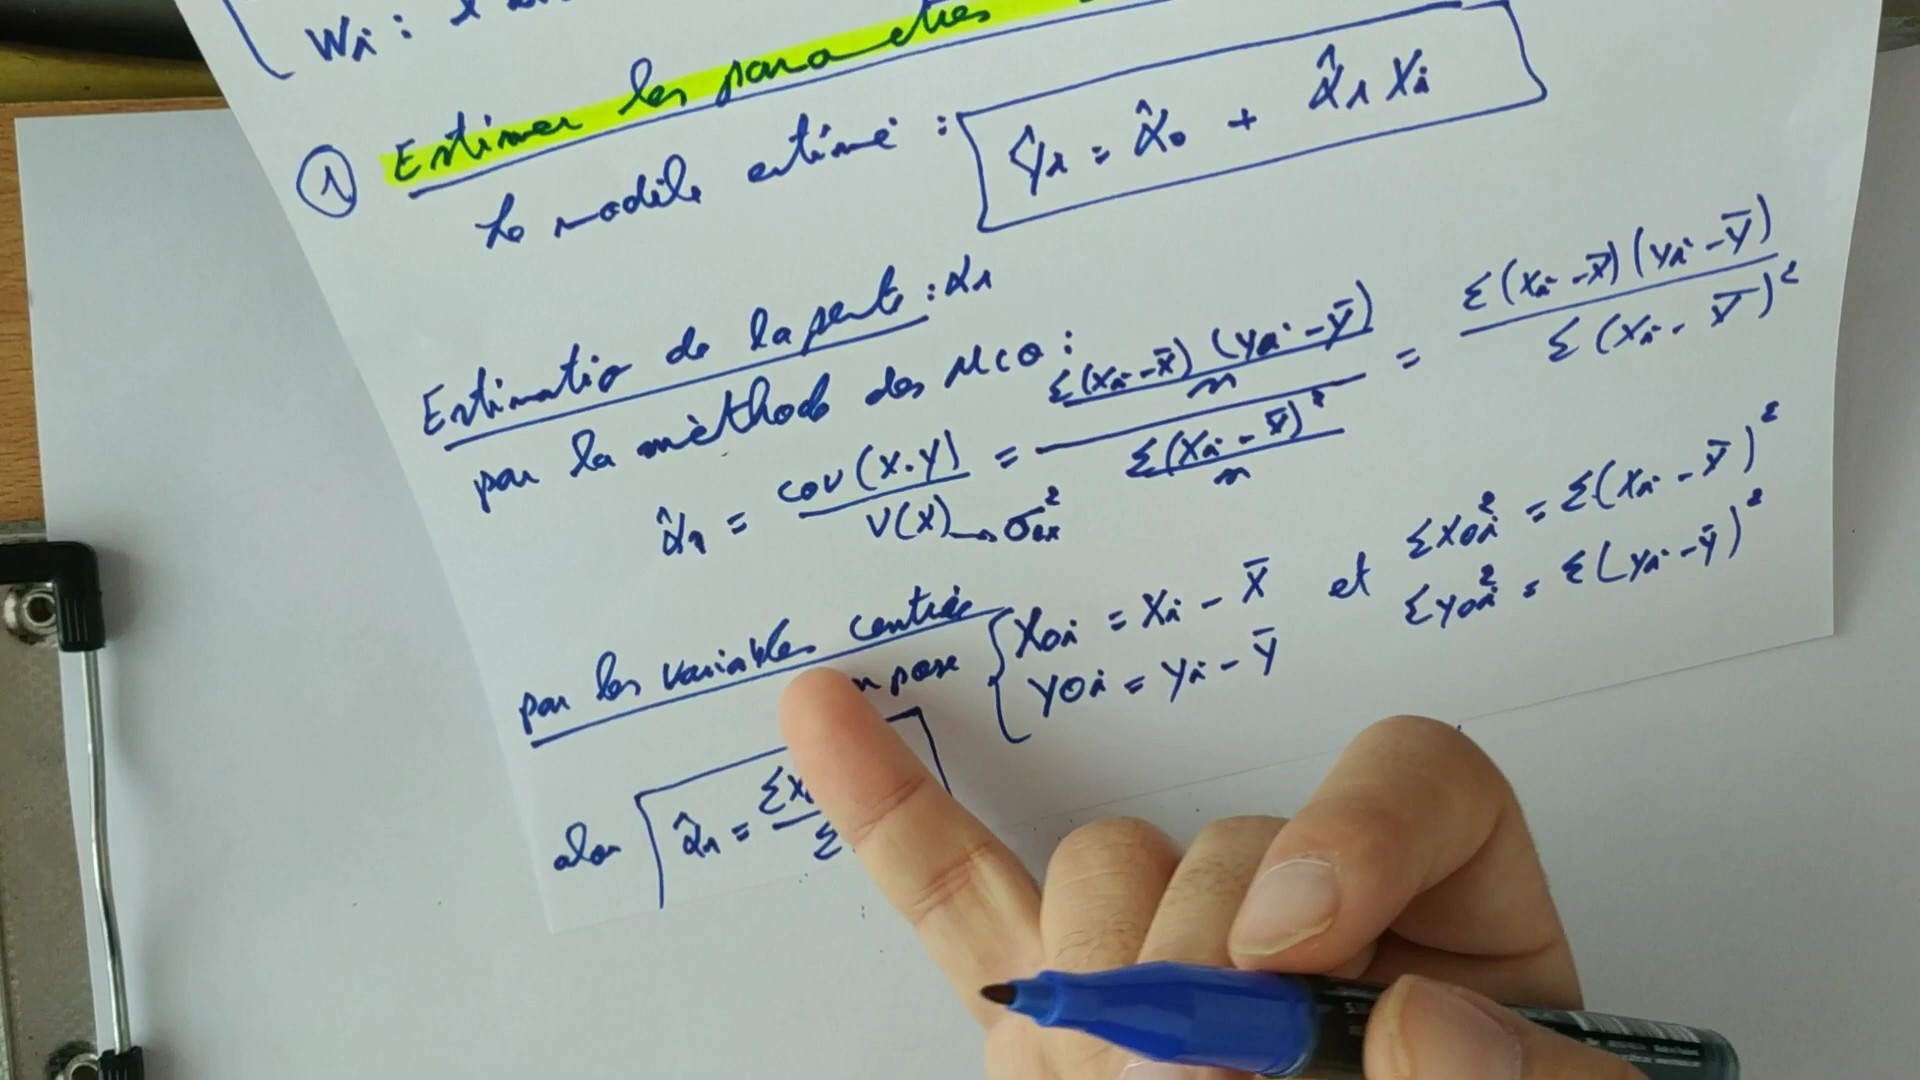 Wi :
① Estimer les paramètres
Le modèle estimé : Ŷi = α̂0 + α̂1 Xi
Estimation de la pente : α1
par la méthode des MCO :
α̂1 = cov(x.y) / V(x) → σx² = (Σ(xi - x̄)(yi - ȳ) / n) / (Σ(xi - x̄)² / n) = Σ(xi - x̄)(yi - ȳ) / Σ(xi - x̄)²
par les variables centrées pose { X0i = Xi - X̄ et Σx0i² = Σ(xi - x̄)²
Y0i = Yi - Ȳ Σy0i² = Σ(yi - ȳ)²
alors α̂1 = Σx / Σ